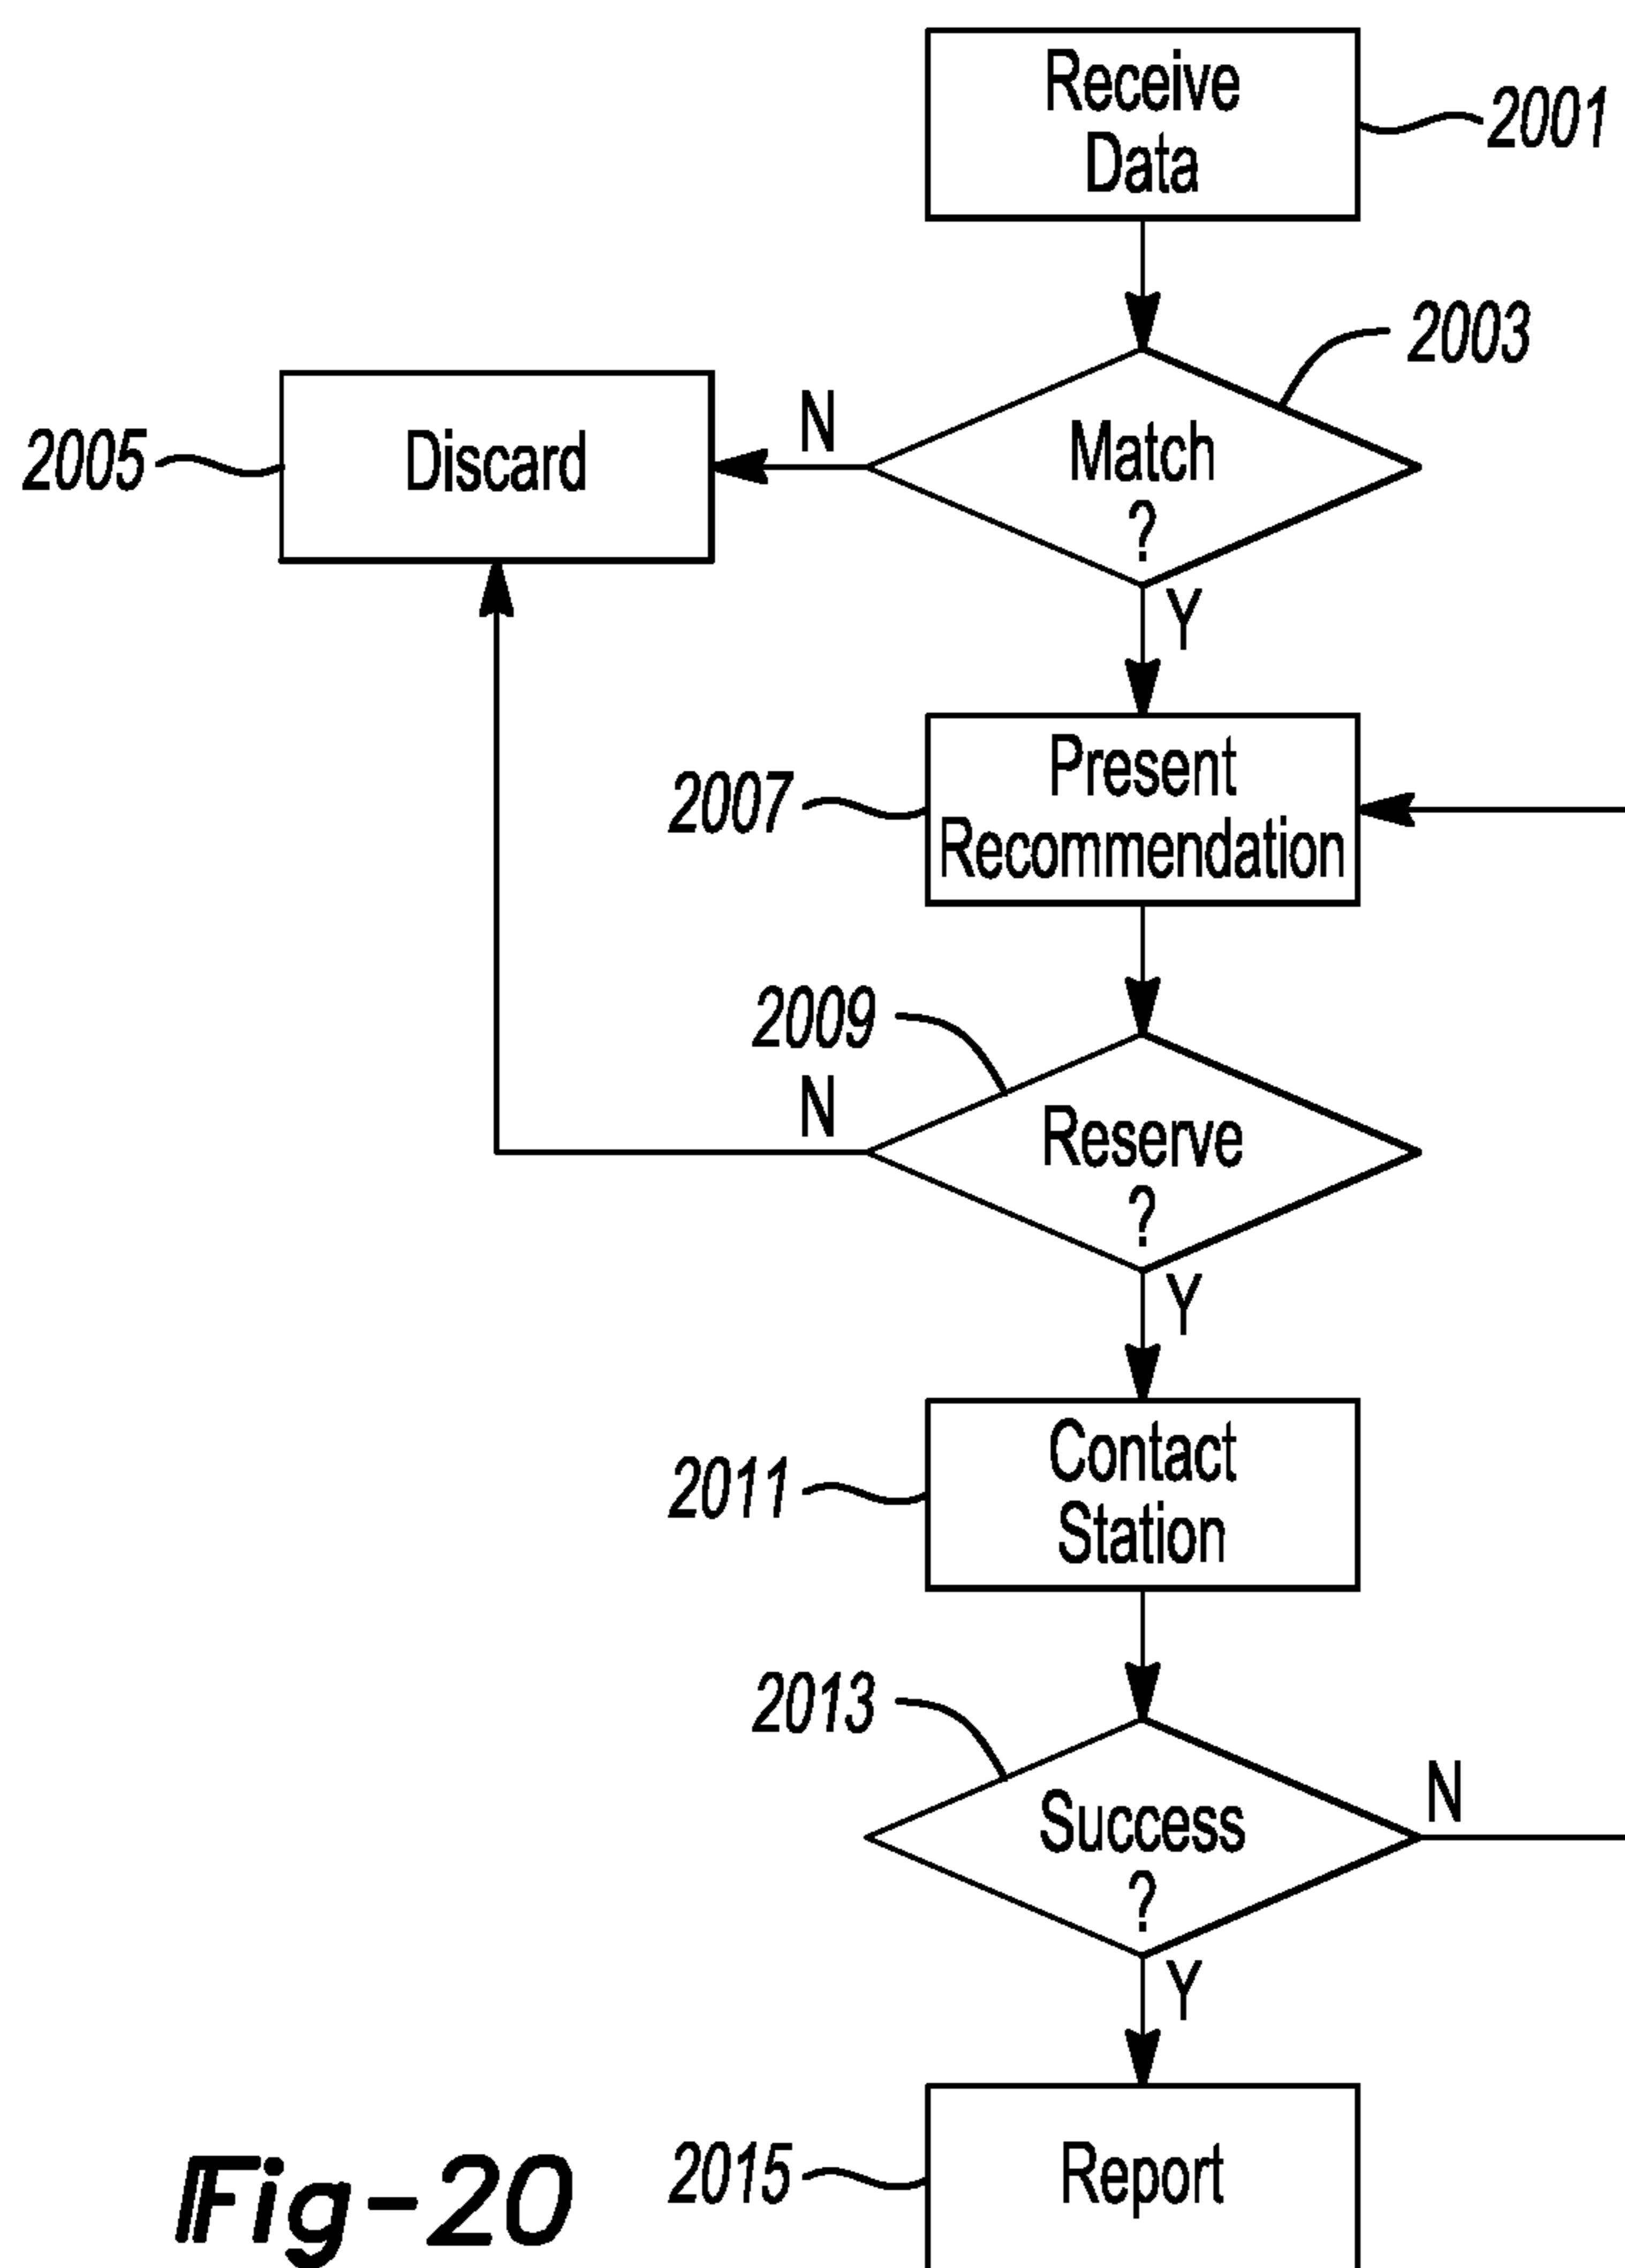 Receive
Data
2001
2003
Match
?
N
Discard
2005
Y
Present
Recommendation
2007
2009
N
Reserve
?
Y
Contact
Station
2011
2013
Success
?
N
Y
Report
2015
Fig-20